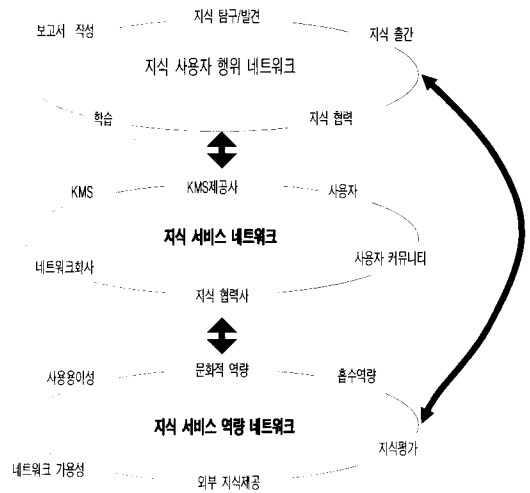 지식 탐구/발견
보고서 작성
지식 출간
지식 사용자 행위 네트워크
학습
지식 협력
KMS
KMS제공사
사용자
지식 서비스 네트워크
네트워크회사
사용자 커뮤니티
지식 협력사
사용용이성
문화적 역량
흡수역량
지식 서비스 역량 네트워크
지식평가
네트워크 가용성
외부 지식제공